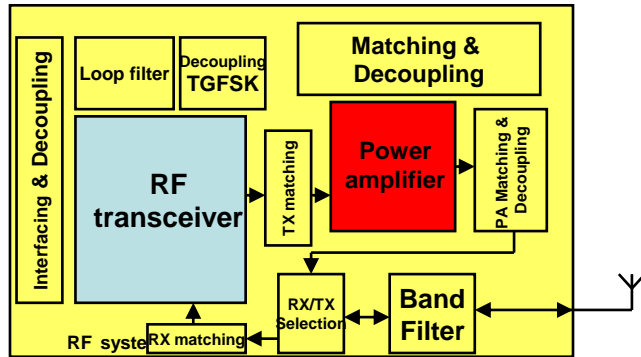 Interfacing & Decoupling
Loop filter
Decoupling
TGFSK
Matching &
Decoupling
RF
transceiver
TX matching
Power
amplifier
PA Matching &
Decoupling
RX/TX
Selection
Band
Filter
RF syste
RX matching